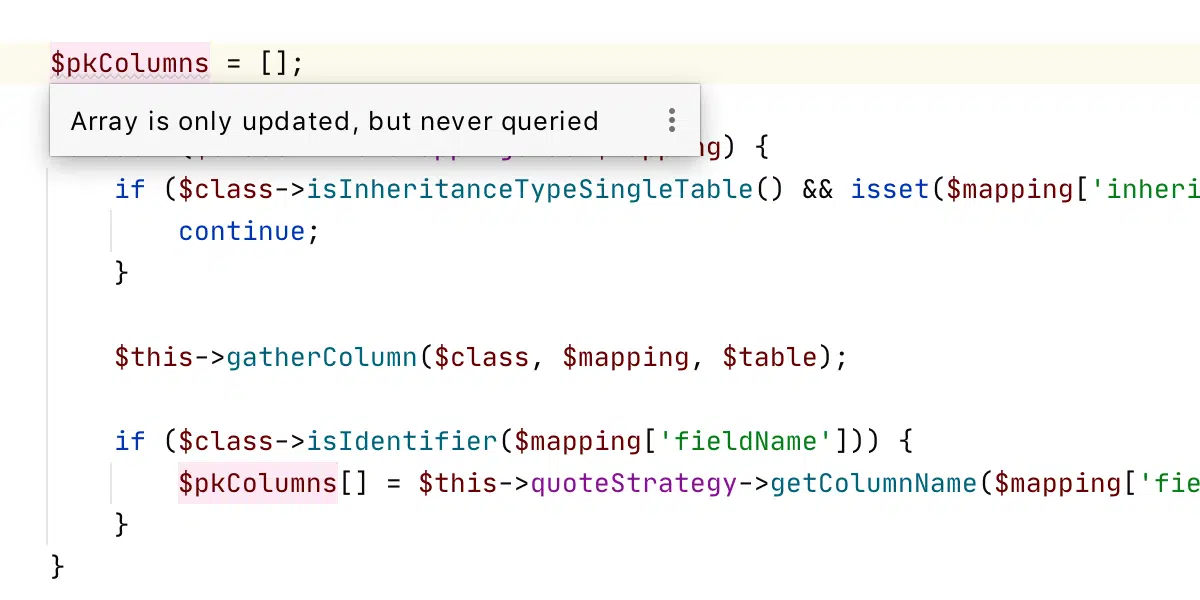 $pkColumns = [];
Array is only updated, but never queried
) {
if ($class->isInheritanceTypeSingleTable() && isset($mapping['inheri
continue;
}
$this->gatherColumn($class, $mapping, $table);
if ($class->isIdentifier($mapping['fieldName'])) {
$pkColumns[] = $this->quoteStrategy->getColumnName($mapping['fie
}
}